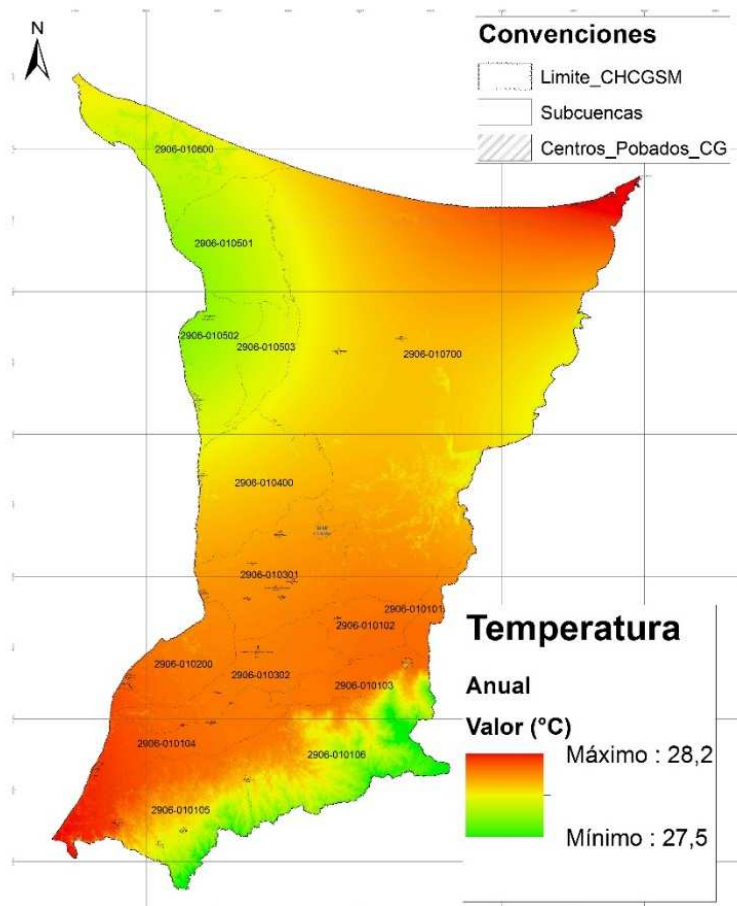 N
Convenciones
Limite_CHCGSM
Subcuencas
Centros_Pobados_CG
2906-010600
2906-010501
2906-010502
2906-010503
2906-010700
2906-010400
2906-010301
2906-010101
2906-010102
2906-010200
2906-010302
2906-010103
2906-010104
2906-010106
2906-010105
Temperatura
Anual
Valor (°C)
Máximo : 28,2
Mínimo : 27,5